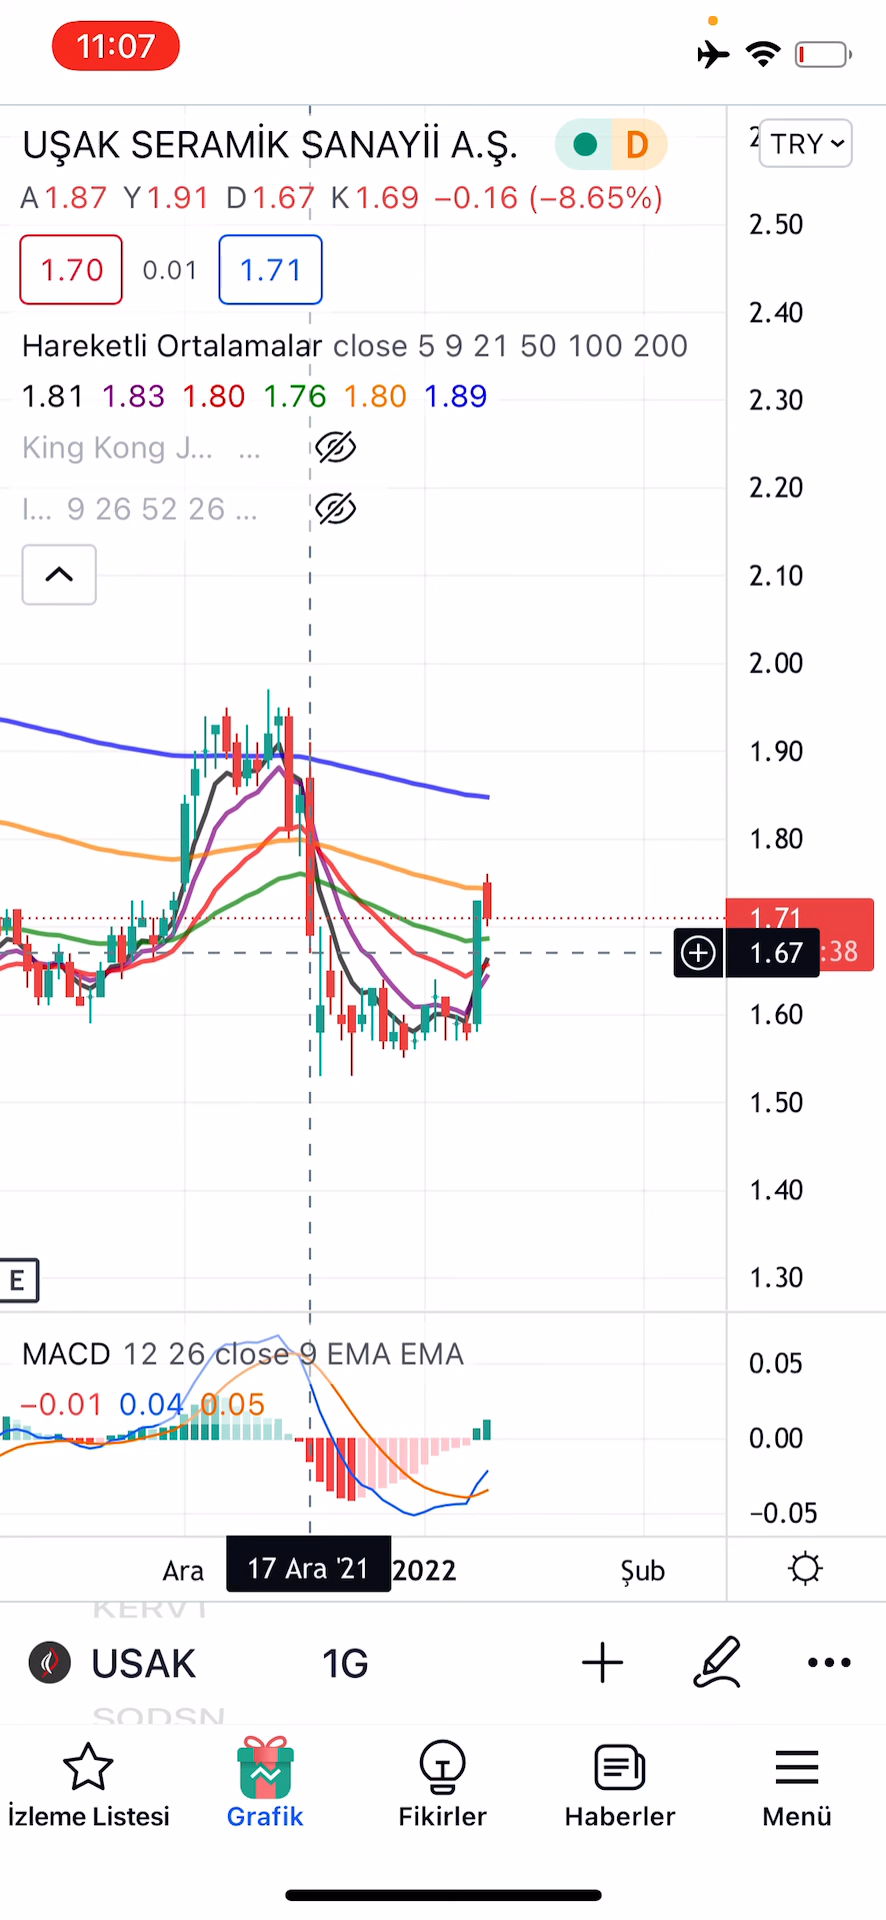 11:07
UŞAK SERAMİK SANAYİİ A.Ş. D
TRY
A1.87 Y1.91 D1.67 K1.69 −0.16 (−8.65%)
1.70 0.01 1.71
Hareketli Ortalamalar close 5 9 21 50 100 200
1.81 1.83 1.80 1.76 1.80 1.89
King Kong J... ...
I... 9 26 52 26 ...
2.50
2.40
2.30
2.20
2.10
2.00
1.90
1.80
1.71
1.67 :38
1.60
1.50
1.40
1.30
E
MACD 12 26 close 9 EMA EMA
−0.01 0.04 0.05
0.05
0.00
−0.05
Ara 17 Ara '21 2022 Şub
USAK 1G
SODSN
İzleme Listesi Grafik Fikirler Haberler Menü